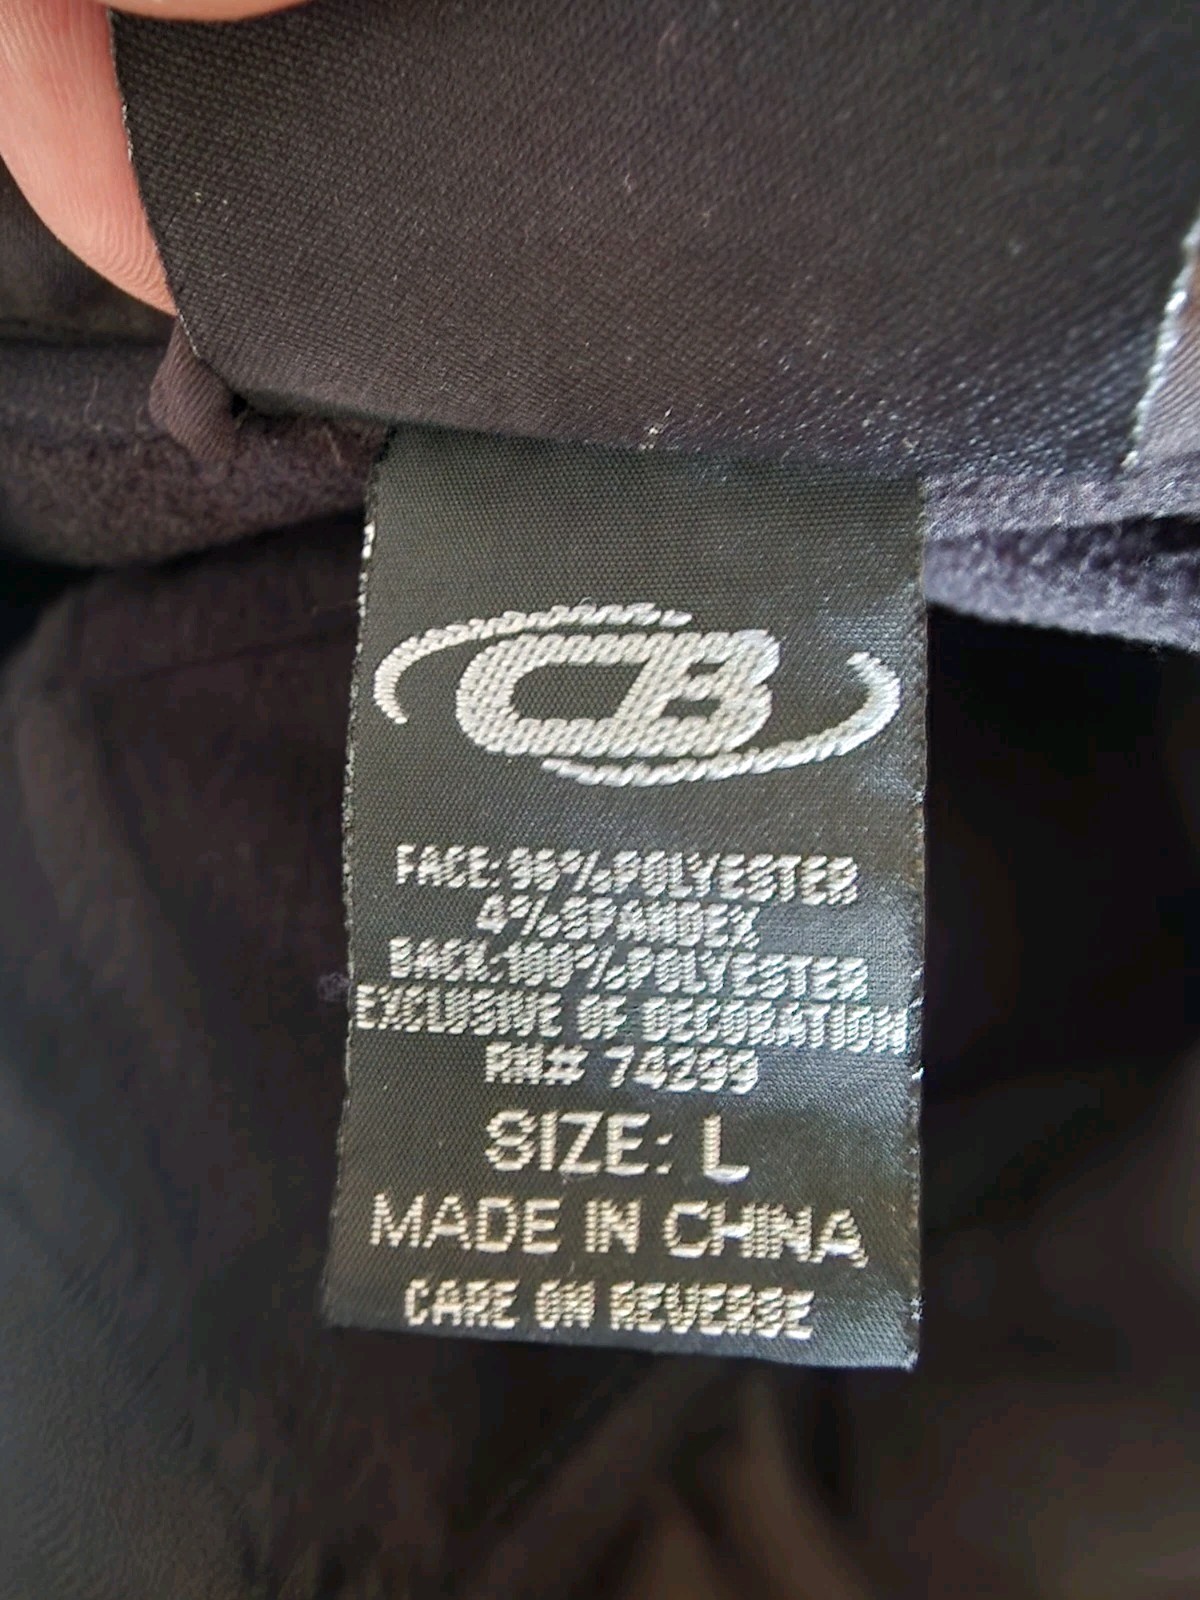 CB
FACE: 96% POLYESTER
4% SPANDEX
BACK: 100% POLYESTER
EXCLUSIVE OF DECORATION
RN# 74299
SIZE: L
MADE IN CHINA
CARE ON REVERSE